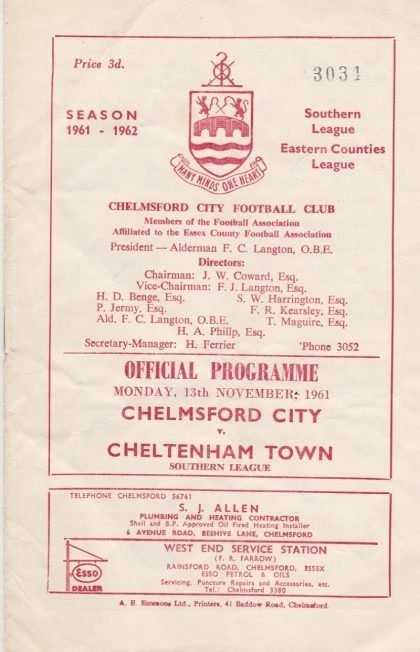 Price 3d.
3034
SEASON
1961 - 1962
Southern
League
Eastern Counties
League
MANY MINDS ONE HEART
CHELMSFORD CITY FOOTBALL CLUB
Members of the Football Association
Affiliated to the Essex County Football Association
President — Alderman F. C. Langton, O.B.E.
Directors:
Chairman: J. W. Coward, Esq.
Vice-Chairman: F. J. Langton, Esq.
H. D. Benge, Esq. S. W. Harrington, Esq.
P. Jermy, Esq. F. R. Kearsley, Esq.
Ald. F. C. Langton, O.B.E. T. Maguire, Esq.
H. A. Phillp, Esq.
Secretary-Manager: H. Ferrier 'Phone 3052
OFFICIAL PROGRAMME
MONDAY, 13th NOVEMBER, 1961
CHELMSFORD CITY
v.
CHELTENHAM TOWN
SOUTHERN LEAGUE
TELEPHONE CHELMSFORD 56761
S. J. ALLEN
PLUMBING AND HEATING CONTRACTOR
Shell and B.P. Approved Oil Fired Heating Installer
6 AVENUE ROAD, BEEHIVE LANE, CHELMSFORD
Esso
DEALER
WEST END SERVICE STATION
(F. R. FARROW)
RAINSFORD ROAD, CHELMSFORD, ESSEX
ESSO PETROL & OILS
Servicing, Puncture Repairs and Accessories, etc.
Tel.: Chelmsford 3380
A. E. Simmons Ltd., Printers, 41 Baddow Road, Chelmsford.